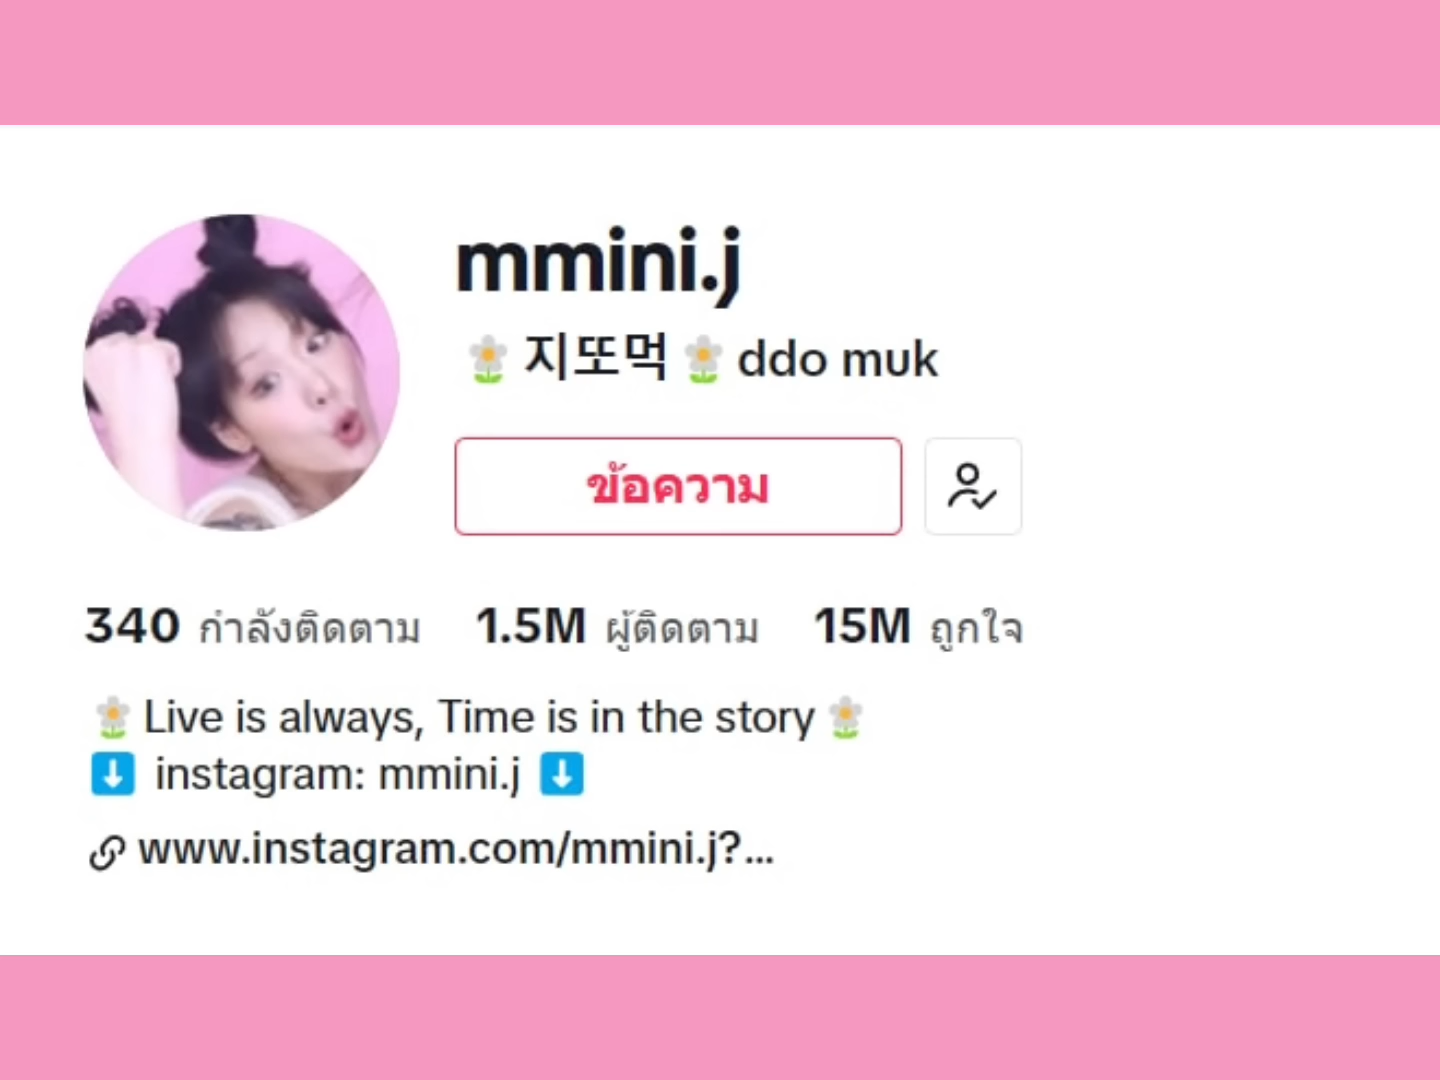 mmini.j
🌼지또먹🌼ddo muk
ข้อความ
340 กำลังติดตาม 1.5M ผู้ติดตาม 15M ถูกใจ
🌼Live is always, Time is in the story🌼
⬇️ instagram: mmini.j ⬇️
www.instagram.com/mmini.j?...